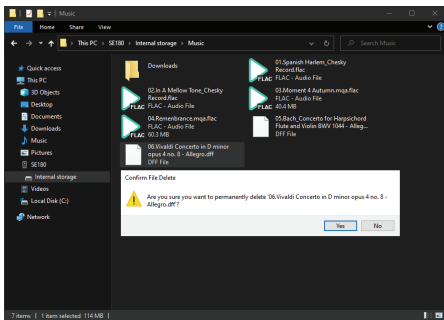 Music
File Home Share View
This PC > SE180 > Internal storage > Music
Search Music
Quick access
This PC
3D Objects
Desktop
Documents
Downloads
Music
Pictures
SE180
Internal storage
Videos
Local Disk (C:)
Network
Downloads
01.Spanish Harlem_Chesky
Record.flac
FLAC - Audio File
FLAC
02.In A Mellow Tone_Chesky
Record.flac
FLAC - Audio File
FLAC
03.Moment 4 Autumn.mqa.flac
FLAC - Audio File
40.4 MB
FLAC
04.Remembrance.mqa.flac
FLAC - Audio File
60.3 MB
FLAC
05.Bach_Concerto for Harpsichord
Flute and Violin BWV 1044 - Alleg...
DFF File
06.Vivaldi Concerto in D minor
opus 4 no. 8 - Allegro.dff
DFF File
Confirm File Delete
Are you sure you want to permanently delete '06.Vivaldi Concerto in D minor opus 4 no. 8 -
Allegro.dff'?
Yes No
7 items 1 item selected 114 MB